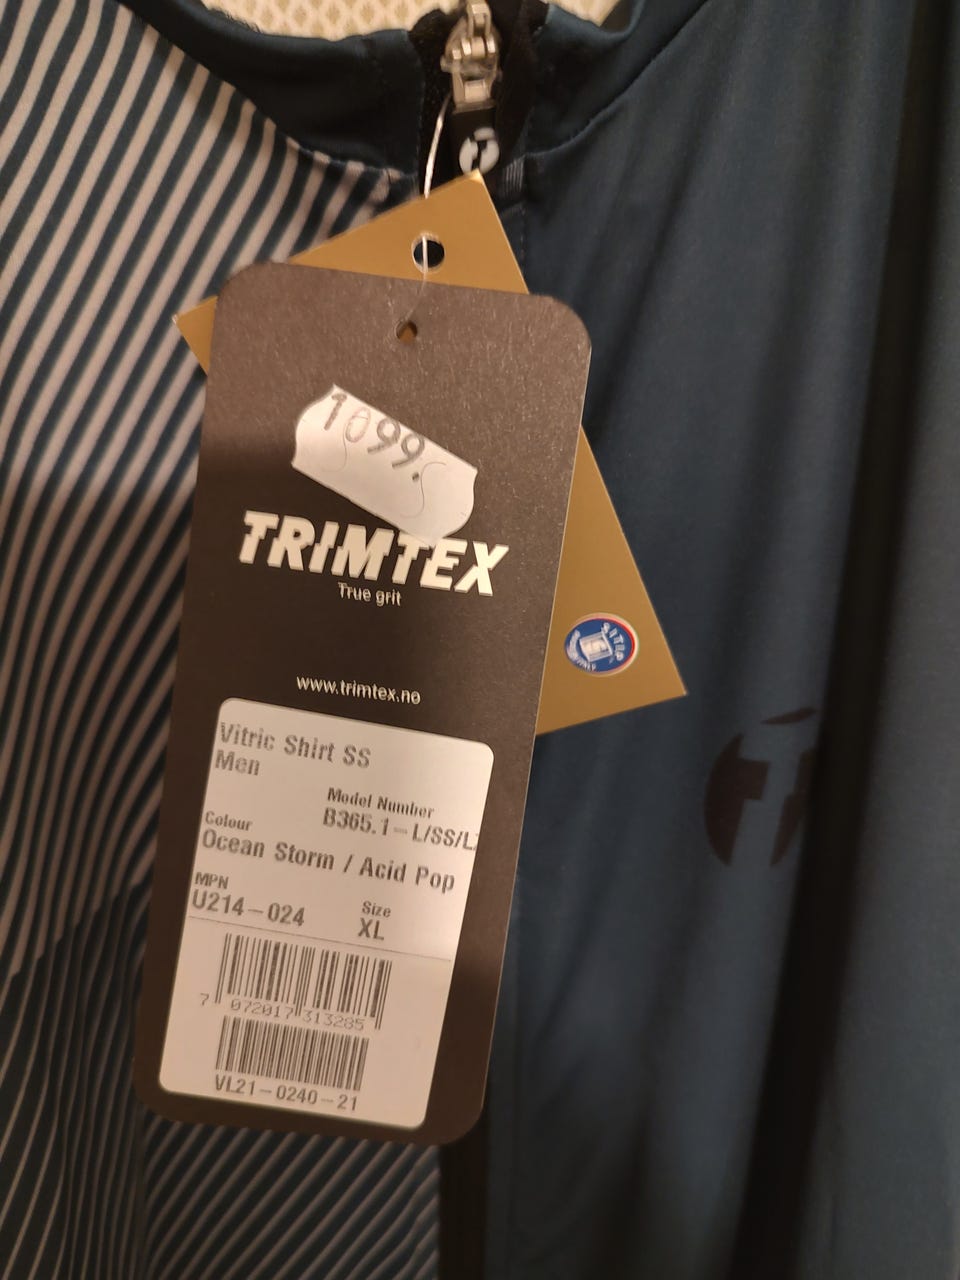 1099.
TRIMTEX
True grit
www.trimtex.no
Vitric Shirt SS
Men
Model Number
B365.1-L/SS/L
Colour
Ocean Storm / Acid Pop
MPN
U214-024
Size
XL
7 072017 313285
VL21-0240-21